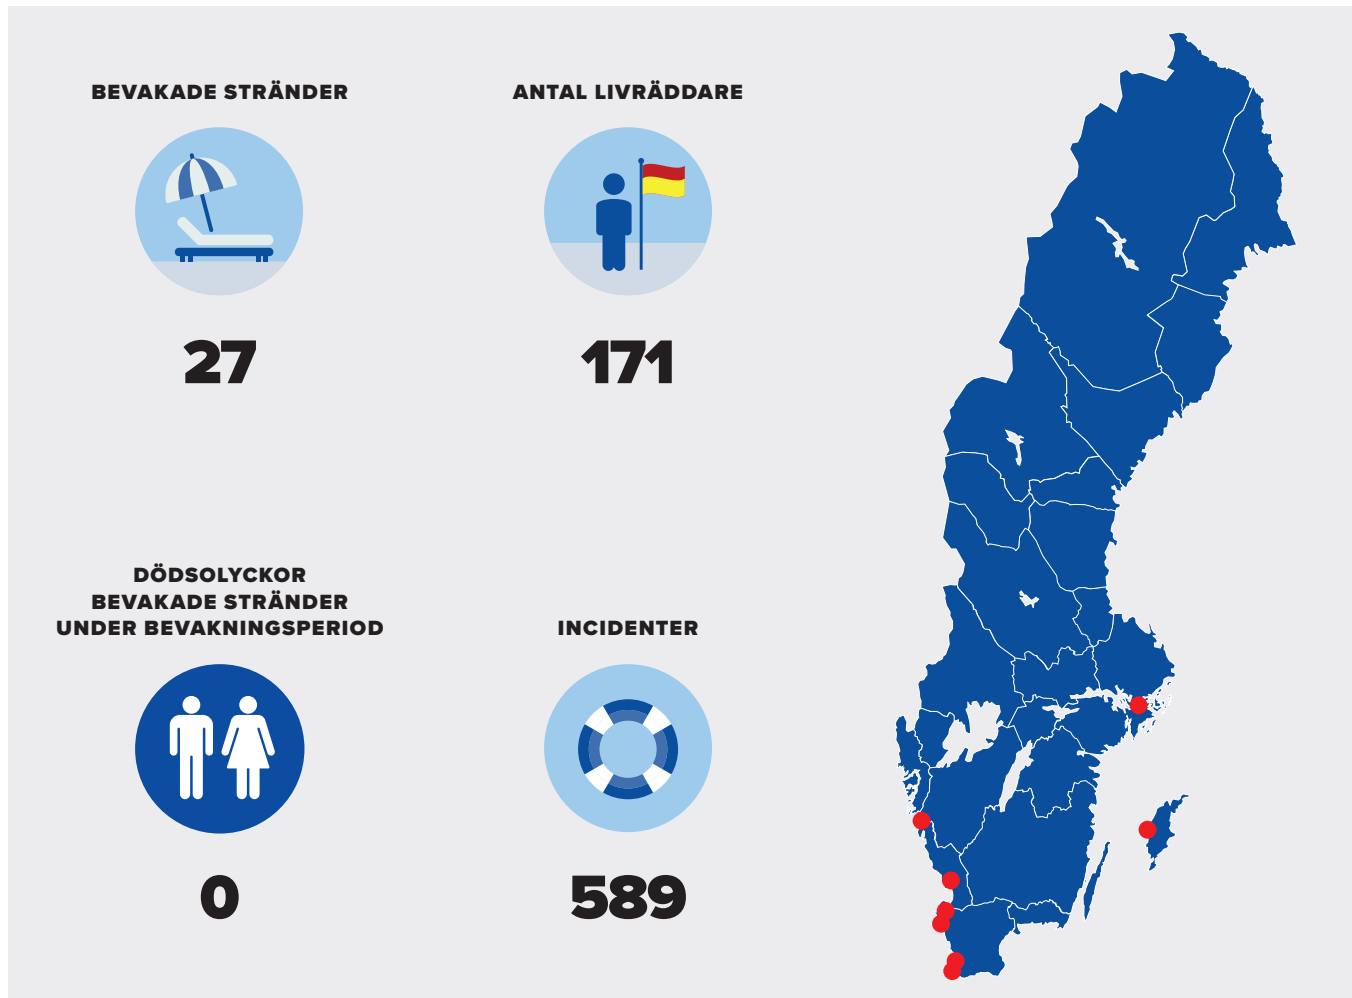 BEVAKADE STRÄNDER
27
ANTAL LIVRÄDDARE
171
DÖDSOLYCKOR
BEVAKADE STRÄNDER
UNDER BEVAKNINGSPERIOD
0
INCIDENTER
589